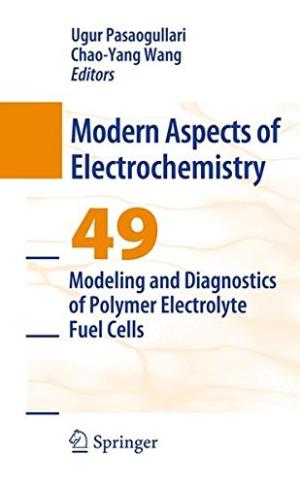 Ugur Pasaogullari
Chao-Yang Wang
Editors
Modern Aspects of
Electrochemistry
49
Modeling and Diagnostics
of Polymer Electrolyte
Fuel Cells
Springer